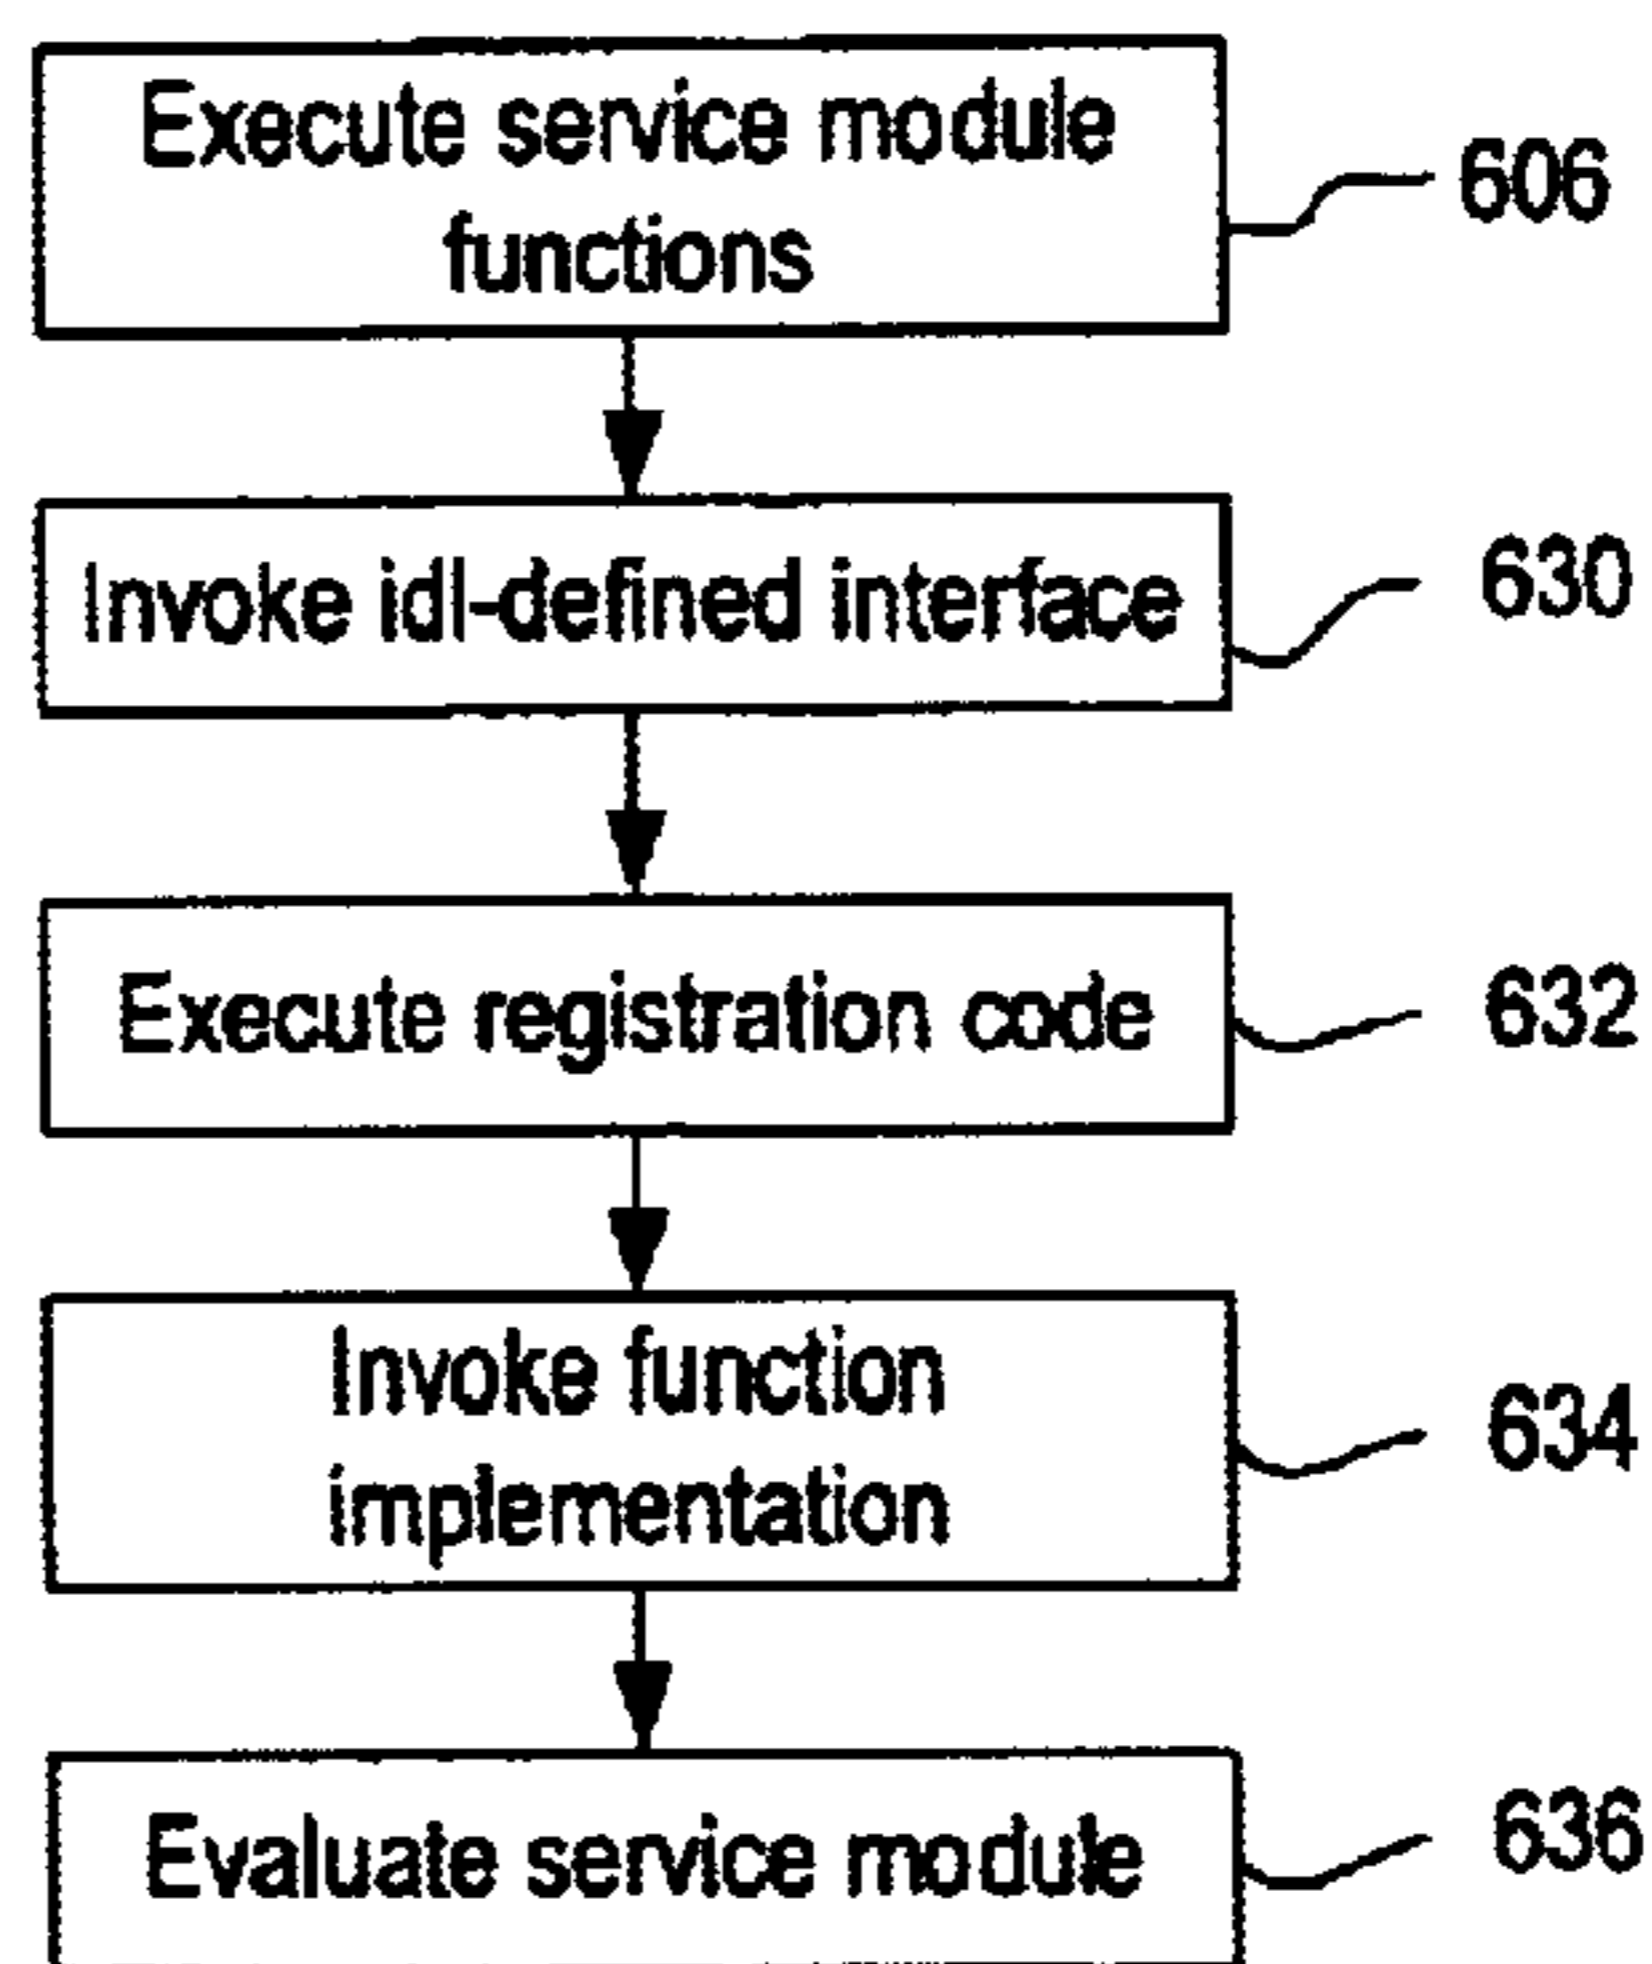 Execute service module
functions
606
Invoke idl-defined interface
630
Execute registration code
632
Invoke function
implementation
634
Evaluate service module
636